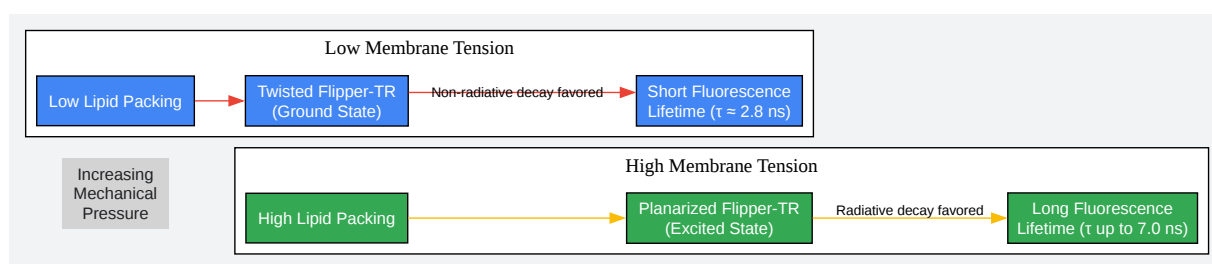 Low Membrane Tension
Low Lipid Packing
Twisted Flipper-TR
(Ground State)
Non-radiative decay favored
Short Fluorescence
Lifetime (τ ≈ 2.8 ns)
Increasing
Mechanical
Pressure
High Membrane Tension
High Lipid Packing
Planarized Flipper-TR
(Excited State)
Radiative decay favored
Long Fluorescence
Lifetime (τ up to 7.0 ns)